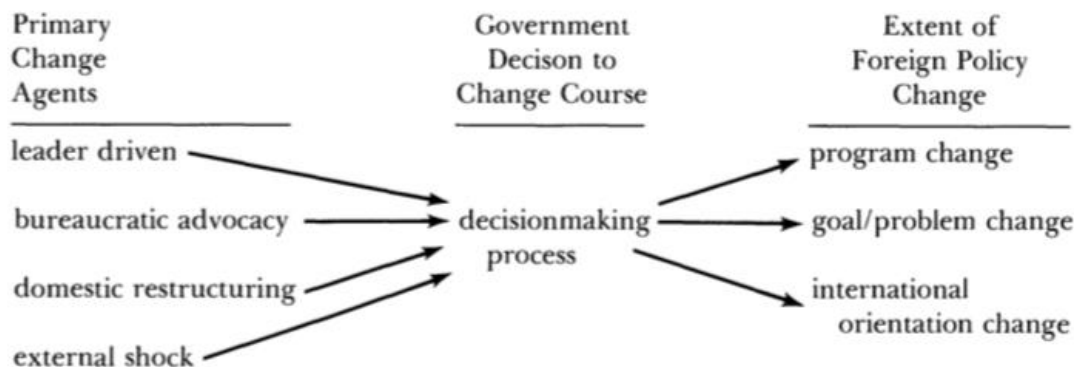 Primary
Change
Agents
Government
Decison to
Change Course
Extent of
Foreign Policy
Change
leader driven
bureaucratic advocacy
domestic restructuring
external shock
decisionmaking
process
program change
goal/problem change
international
orientation change